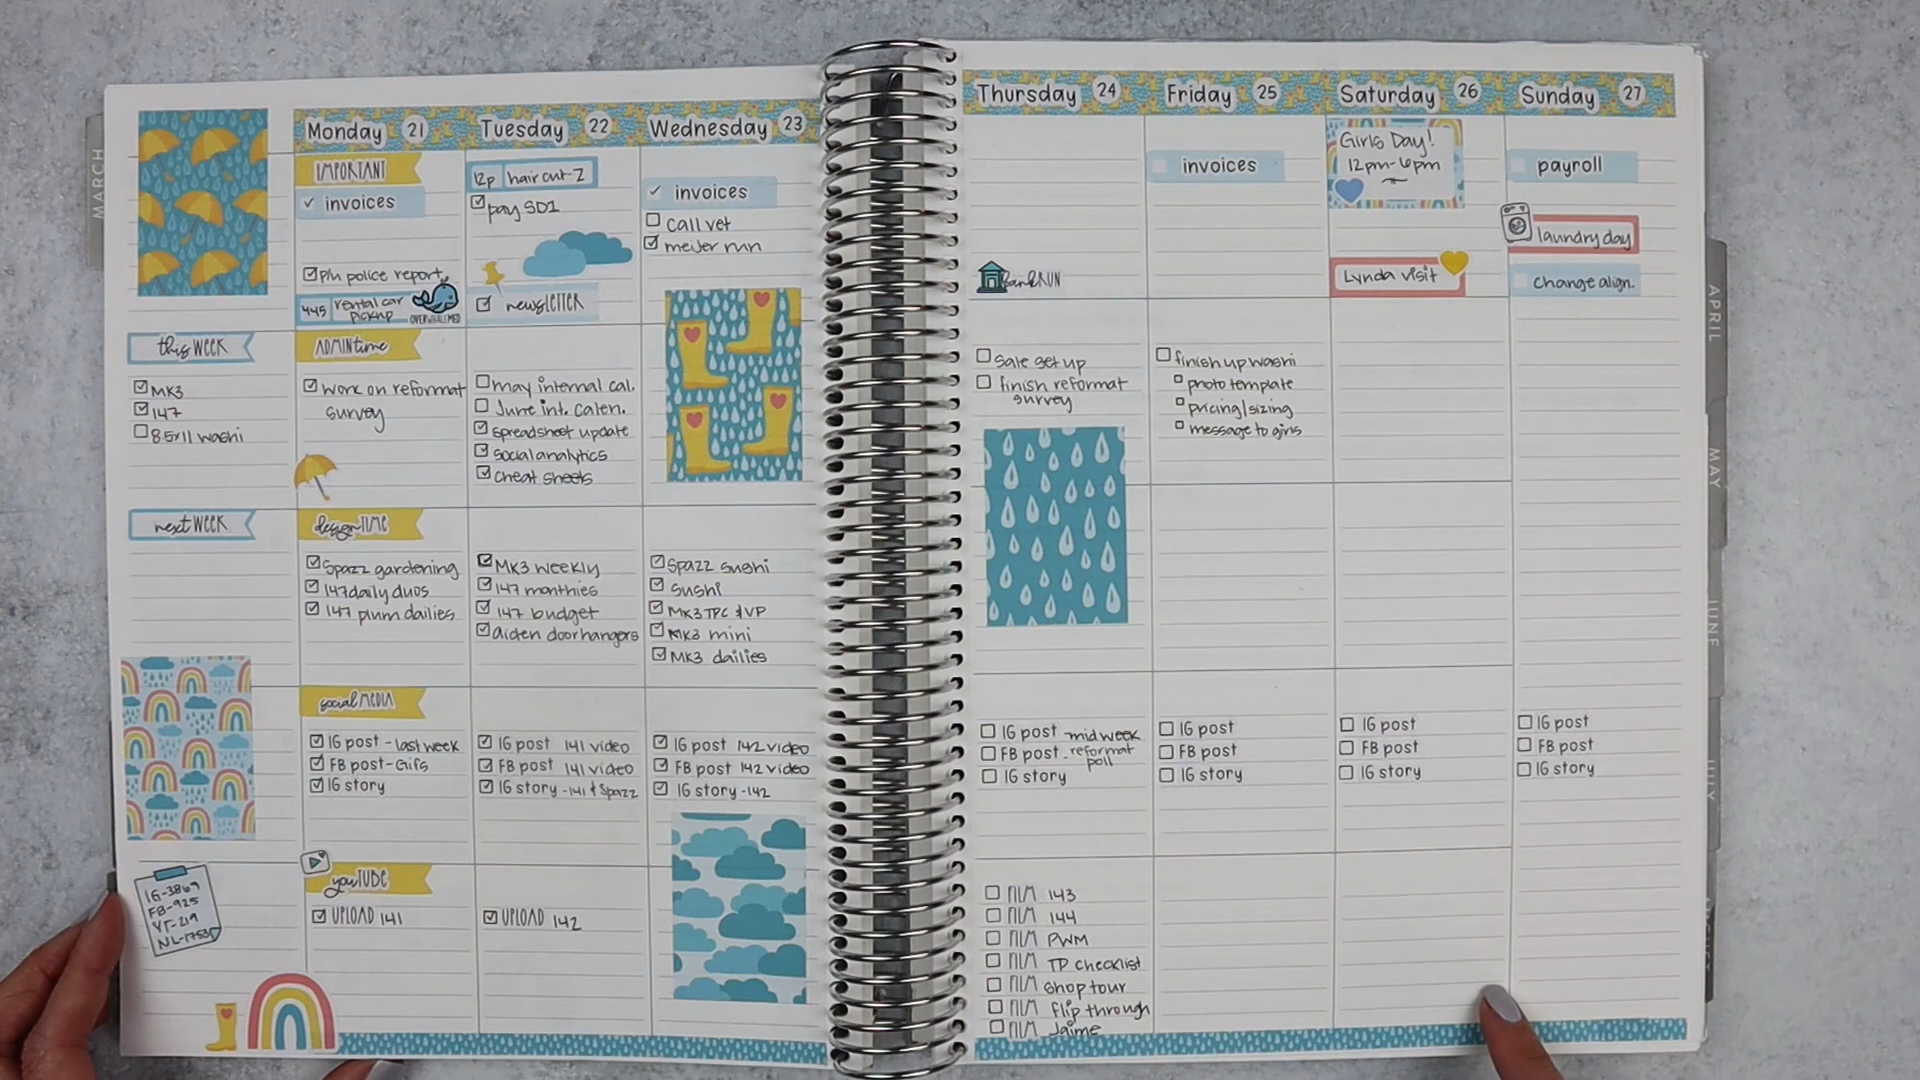 MARCH
Monday 21
IMPORTANT
invoices
p/u police report
445 rental car
pickup
OVERWHALEMED
ADMIN time
work on reformat
survey
design TIME
Spazz gardening
147 daily duos
147 plum dailies
social MEDIA
IG post - last week
FB post - Gifs
IG story
youTUBE
UPLOAD 141
this WEEK
MK3
147
8.5x11 washi
next WEEK
IG-3869
FB-925
YT-219
NL-1753
Tuesday 22
12p hair cut-Z
pay SD1
newsLETTER
may internal cal.
June int. calen.
spreadsheet update
social analytics
cheat sheets
MK3 weekly
147 monthies
147 budget
aiden doorhangers
IG post 141 video
FB post 141 video
IG story - 141 & Spazz
UPLOAD 142
Wednesday 23
invoices
Call vet
meijer run
Spazz sushi
Sushi
MK3 TPC & VP
MK3 mini
MK3 dailies
IG post 142 video
FB post 142 video
IG story - 142
Thursday 24
bank RUN
Sale set up
finish reformat
survey
IG post - midweek
FB post - reformat
poll
IG story
FILM 143
FILM 144
FILM PWM
FILM TP checklist
FILM shop tour
FILM flip through
FILM Jaime
Friday 25
invoices
finish up washi
photo template
pricing/sizing
message to girls
IG post
FB post
IG story
Saturday 26
Girls Day!
12pm-6pm
Lynda visit
IG post
FB post
IG story
Sunday 27
payroll
laundry day
change align.
IG post
FB post
IG story
APRIL
MAY
JUNE
JULY